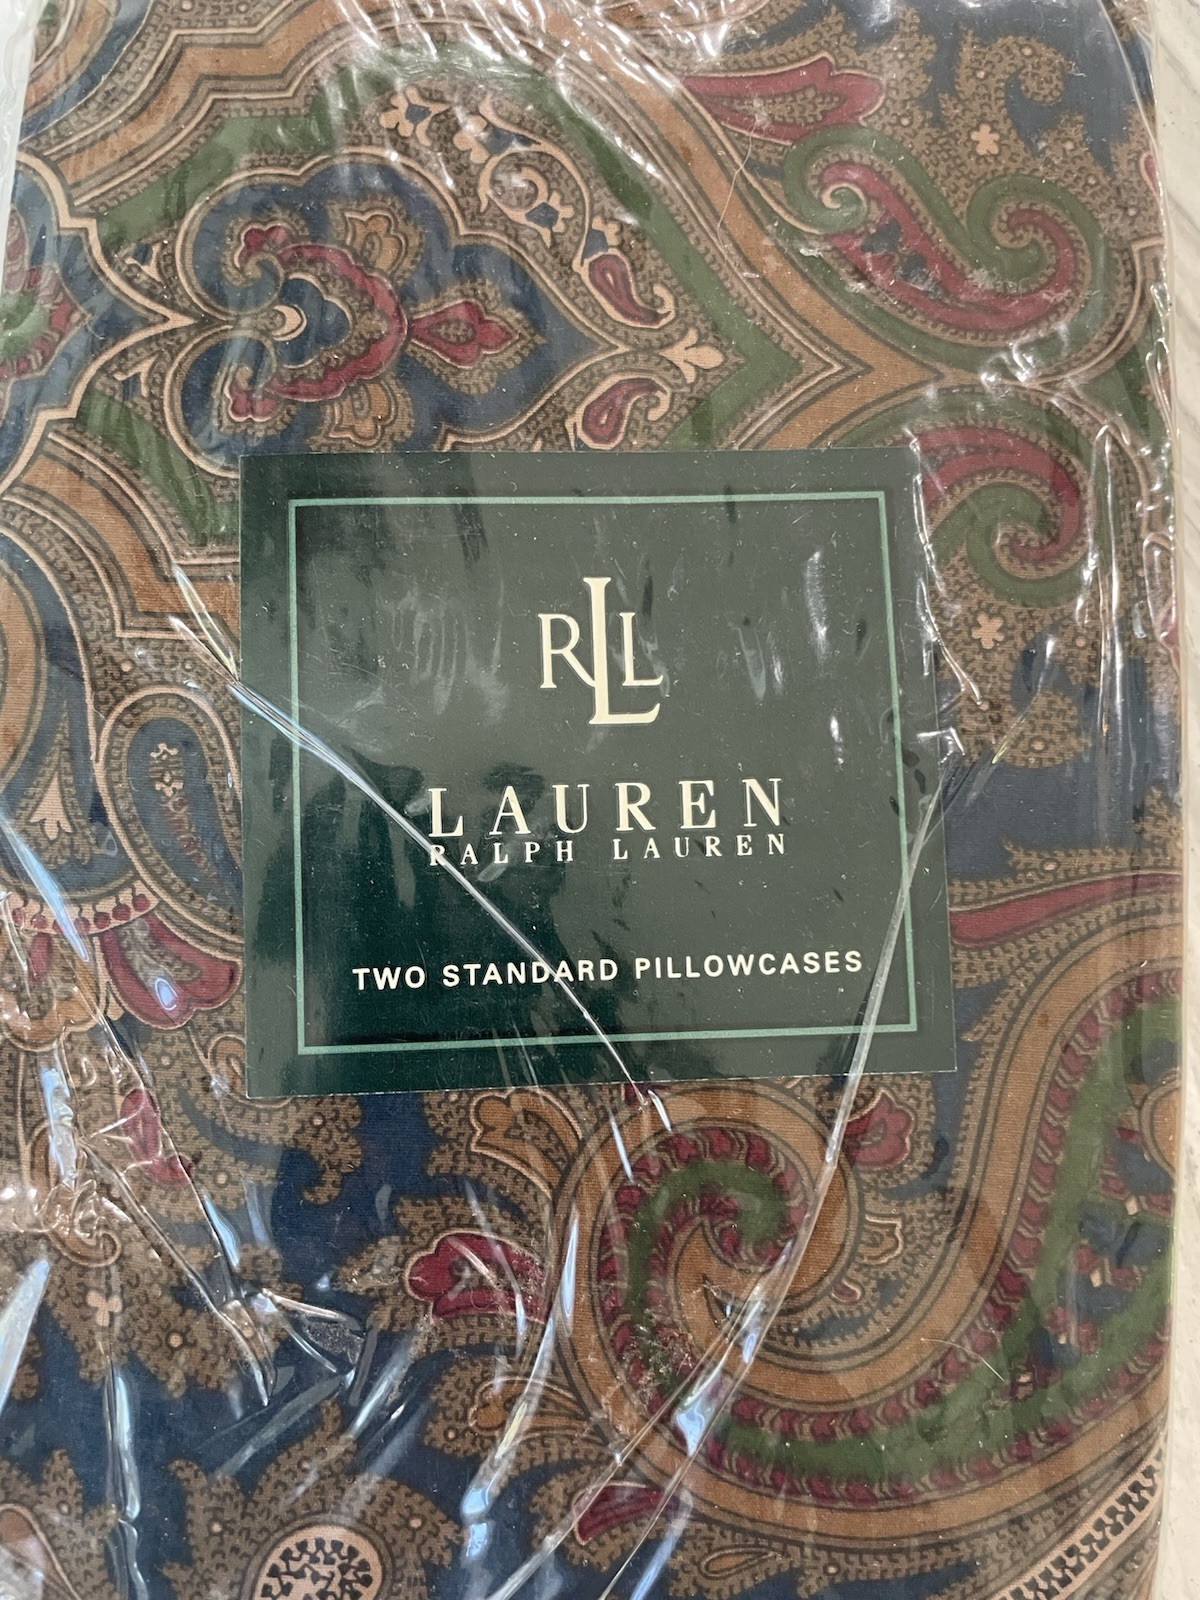 RLL
LAUREN
RALPH LAUREN
TWO STANDARD PILLOWCASES